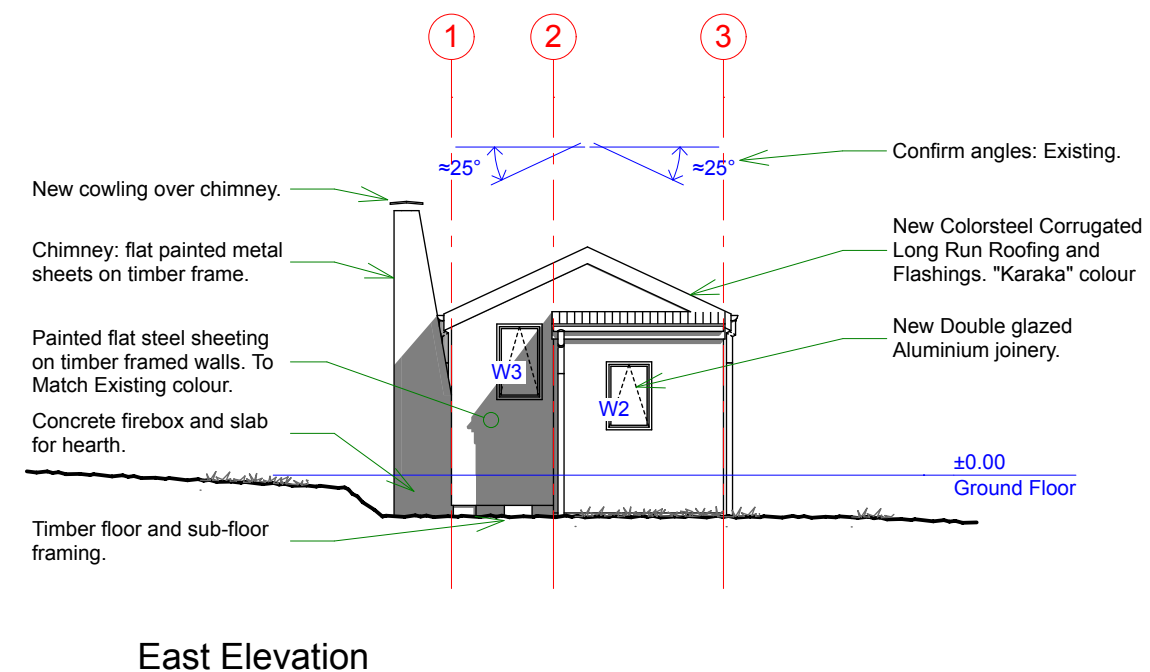 1
2
3
≈25°
≈25°
Confirm angles: Existing.
New cowling over chimney.
New Colorsteel Corrugated
Long Run Roofing and
Flashings. "Karaka" colour
Chimney: flat painted metal
sheets on timber frame.
New Double glazed
Aluminium joinery.
Painted flat steel sheeting
on timber framed walls. To
Match Existing colour.
W3
W2
Concrete firebox and slab
for hearth.
±0.00
Ground Floor
Timber floor and sub-floor
framing.
East Elevation